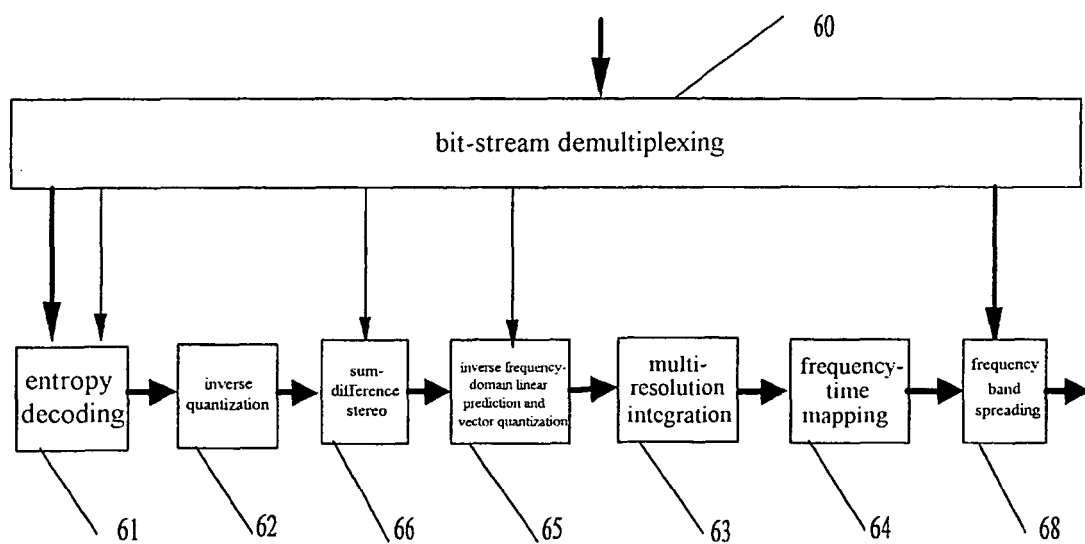 60
bit-stream demultiplexing
entropy
decoding
inverse
quantization
sum-
difference
stereo
inverse frequency-
domain linear
prediction and
vector quantization
multi-
resolution
integration
frequency-
time
mapping
frequency
band
spreading
61
62
66
65
63
64
68